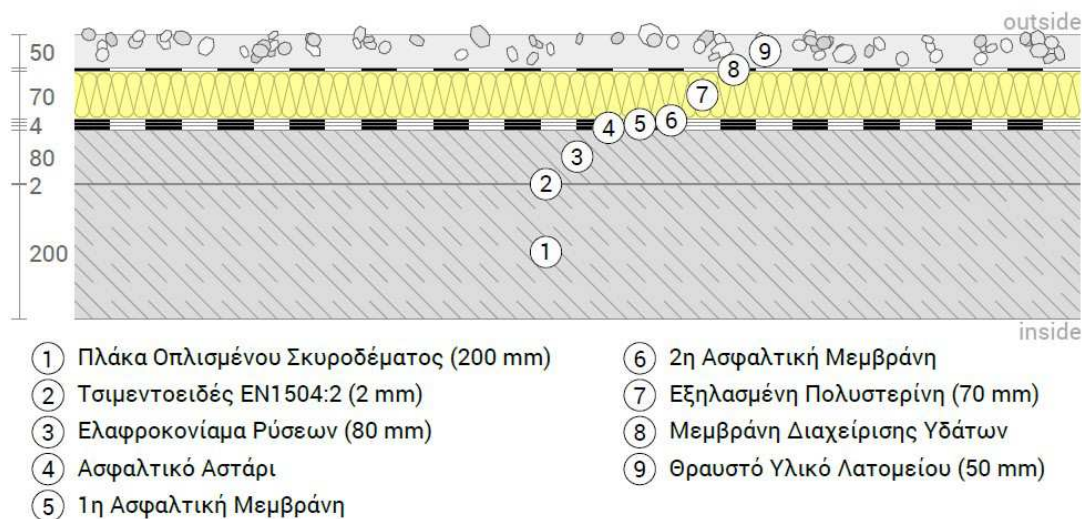 outside
50
70
4
80
2
200
9
8
7
6
5
4
3
2
1
inside
1 Πλάκα Οπλισμένου Σκυροδέματος (200 mm)
2 Τσιμεντοειδές EN1504:2 (2 mm)
3 Ελαφροκονίαμα Ρύσεων (80 mm)
4 Ασφαλτικό Αστάρι
5 1η Ασφαλτική Μεμβράνη
6 2η Ασφαλτική Μεμβράνη
7 Εξηλασμένη Πολυστερίνη (70 mm)
8 Μεμβράνη Διαχείρισης Υδάτων
9 Θραυστό Υλικό Λατομείου (50 mm)